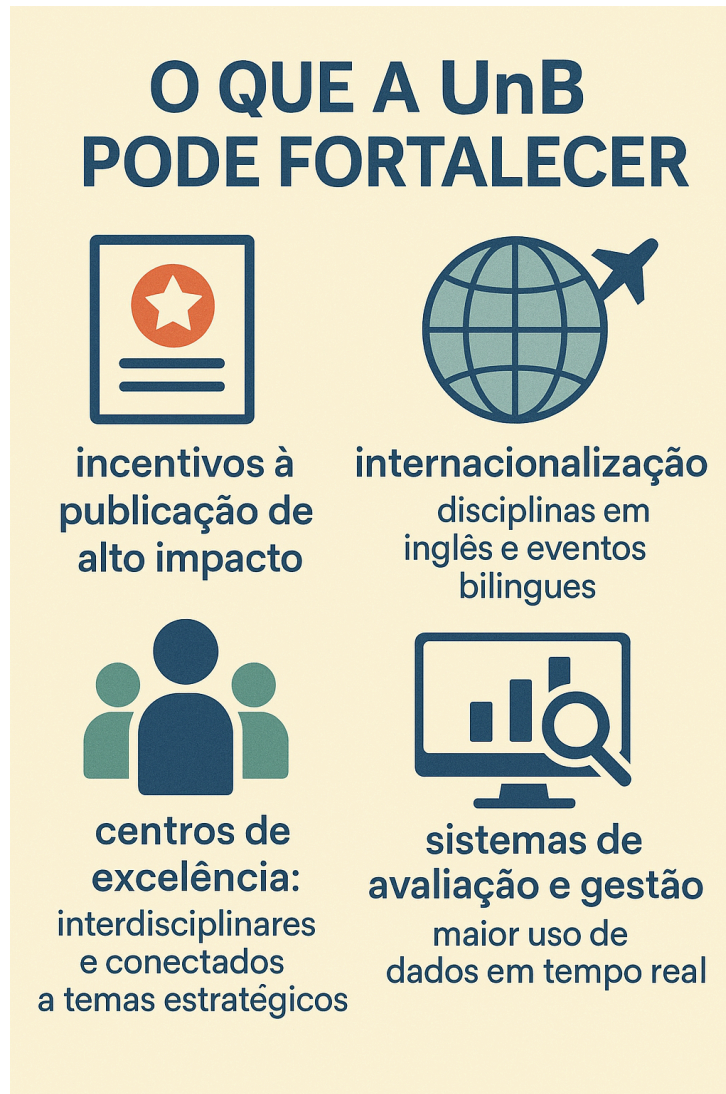 O QUE A UnB
PODE FORTALECER
incentivos à
publicação de
alto impacto
internacionalização
disciplinas em
inglês e eventos
bilingues
centros de
excelência:
interdisciplinares
e conectados
a temas estratégicos
sistemas de
avaliação e gestão
maior uso de
dados em tempo real